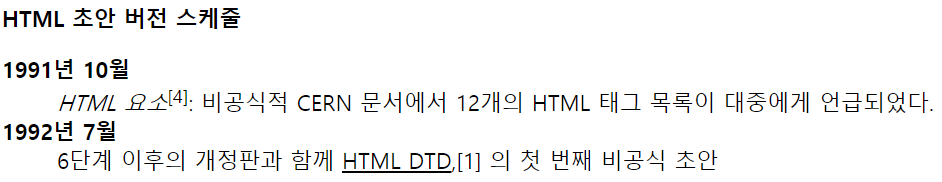 HTML 초안 버전 스케줄
1991년 10월
HTML 요소[4]: 비공식적 CERN 문서에서 12개의 HTML 태그 목록이 대중에게 언급되었다.
1992년 7월
6단계 이후의 개정판과 함께 HTML DTD,[1] 의 첫 번째 비공식 초안